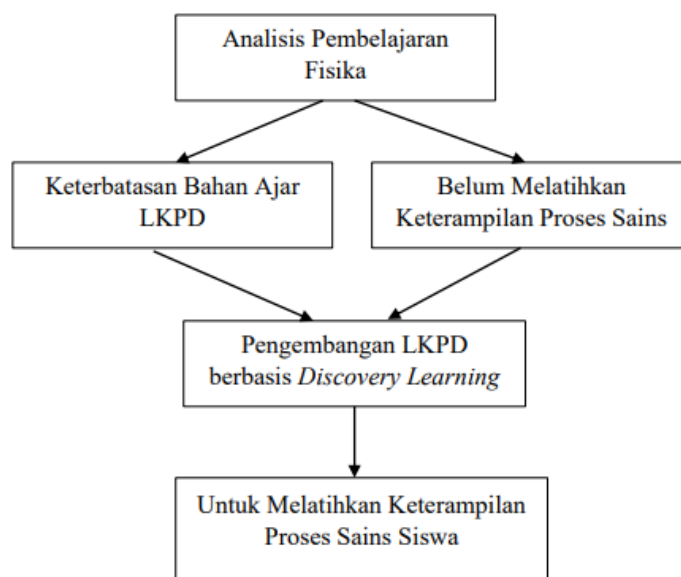 Analisis Pembelajaran
Fisika
Keterbatasan Bahan Ajar
LKPD
Belum Melatihkan
Keterampilan Proses Sains
Pengembangan LKPD
berbasis Discovery Learning
Untuk Melatihkan Keterampilan
Proses Sains Siswa